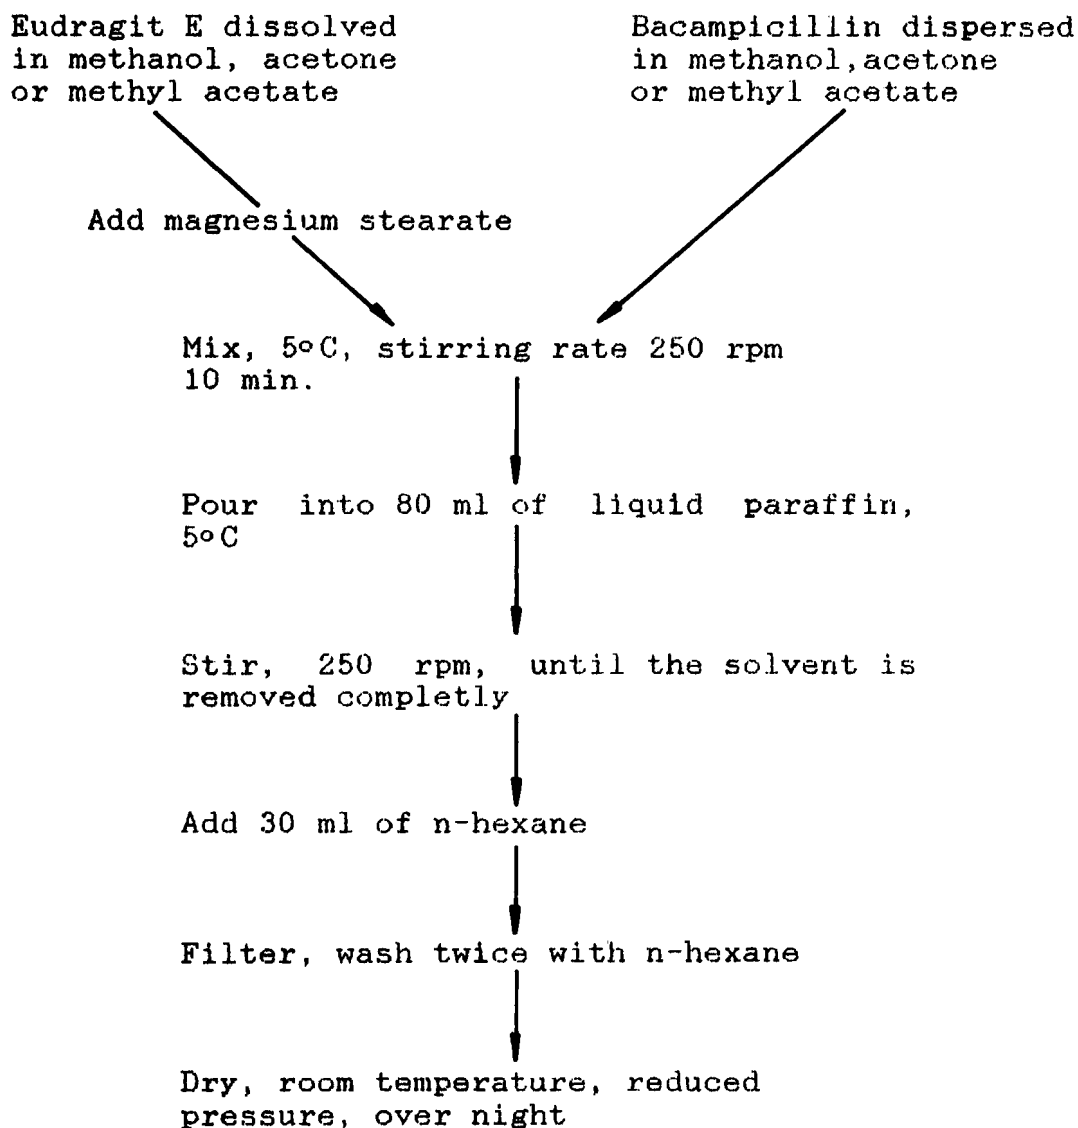 Eudragit E dissolved
in methanol, acetone
or methyl acetate
Bacampicillin dispersed
in methanol,acetone
or methyl acetate
Add magnesium stearate
Mix, 5°C, stirring rate 250 rpm
10 min.
Pour into 80 ml of liquid paraffin,
5°C
Stir, 250 rpm, until the solvent is
removed completly
Add 30 ml of n-hexane
Filter, wash twice with n-hexane
Dry, room temperature, reduced
pressure, over night